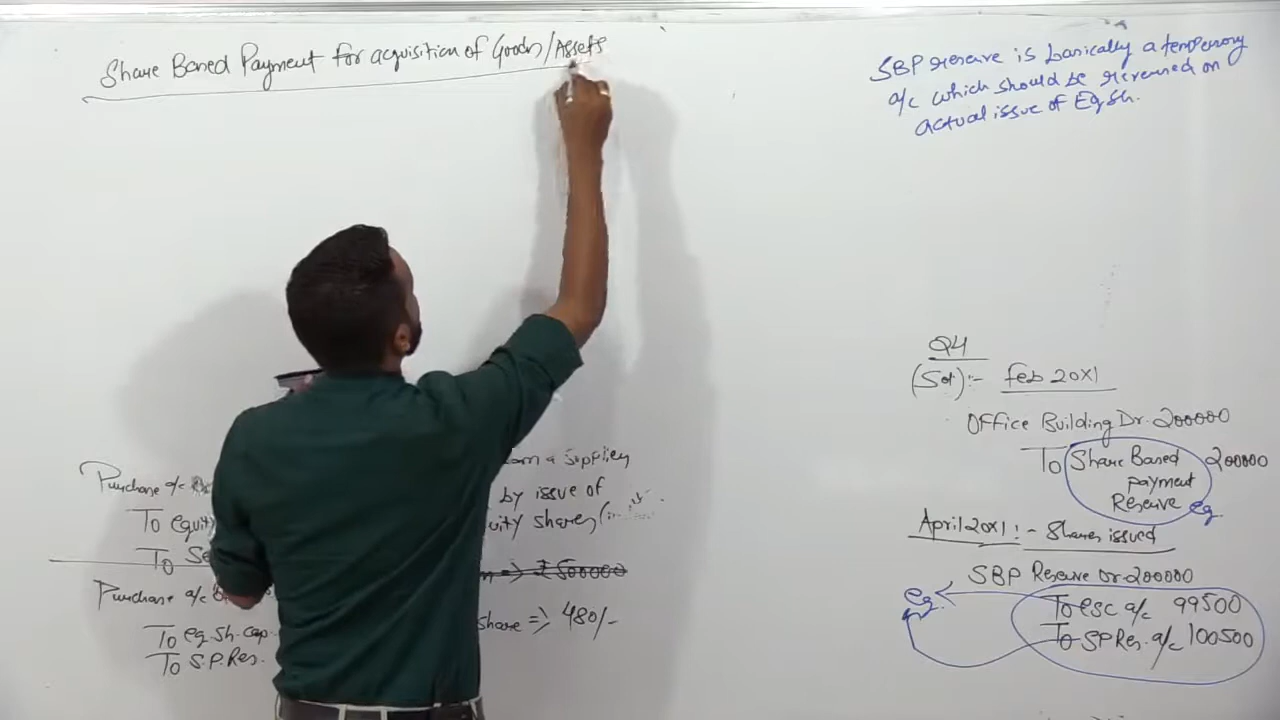 Share Based Payment for acquisition of Goods/Assets
SBP reserve is basically a temporary
a/c which should be reversed on
actual issue of Eq Sh.
Q4
(Sol):- Feb 20X1
Office Building Dr. 200000
To Share Based 200000
payment
Reserve eq
April 20X1:- Shares issued
SBP Reserve Dr 200000
eq To esc a/c 99500
To SP Res. a/c 100500
Purchase a/c
To equity
To Se
Purchase a/c
To eq. Sh. Cap.
To S.P. Res.
a Supplier
by issue of
uity shares
=> ₹500000
share => 480/-